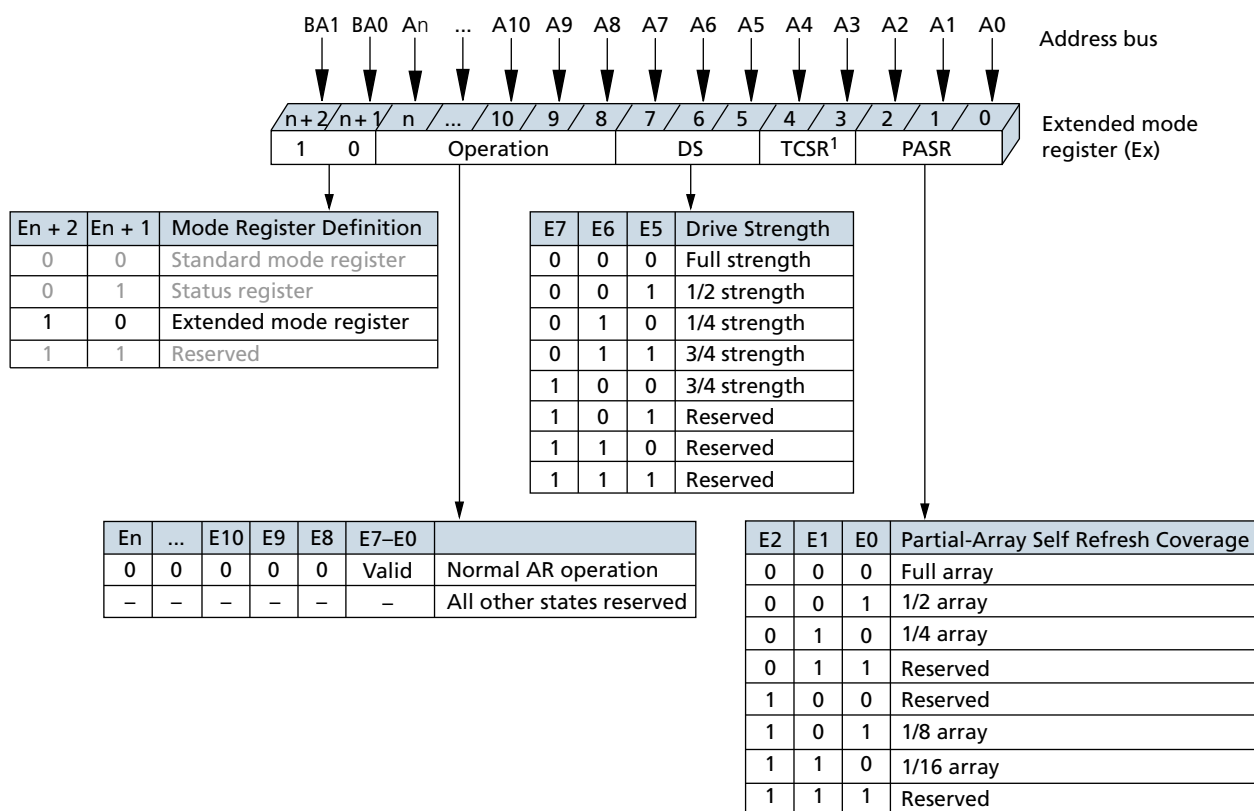 BA1 BA0 An ... A10 A9 A8 A7 A6 A5 A4 A3 A2 A1 A0
Address bus
n + 2 n + 1 n ... 10 9 8 7 6 5 4 3 2 1 0
Extended mode
register (Ex)
1 0 Operation DS TCSR1 PASR
En + 2 En + 1 Mode Register Definition
0 0 Standard mode register
0 1 Status register
1 0 Extended mode register
1 1 Reserved
E7 E6 E5 Drive Strength
0 0 0 Full strength
0 0 1 1/2 strength
0 1 0 1/4 strength
0 1 1 3/4 strength
1 0 0 3/4 strength
1 0 1 Reserved
1 1 0 Reserved
1 1 1 Reserved
En ... E10 E9 E8 E7–E0
0 0 0 0 0 Valid Normal AR operation
– – – – – – All other states reserved
E2 E1 E0 Partial-Array Self Refresh Coverage
0 0 0 Full array
0 0 1 1/2 array
0 1 0 1/4 array
0 1 1 Reserved
1 0 0 Reserved
1 0 1 1/8 array
1 1 0 1/16 array
1 1 1 Reserved